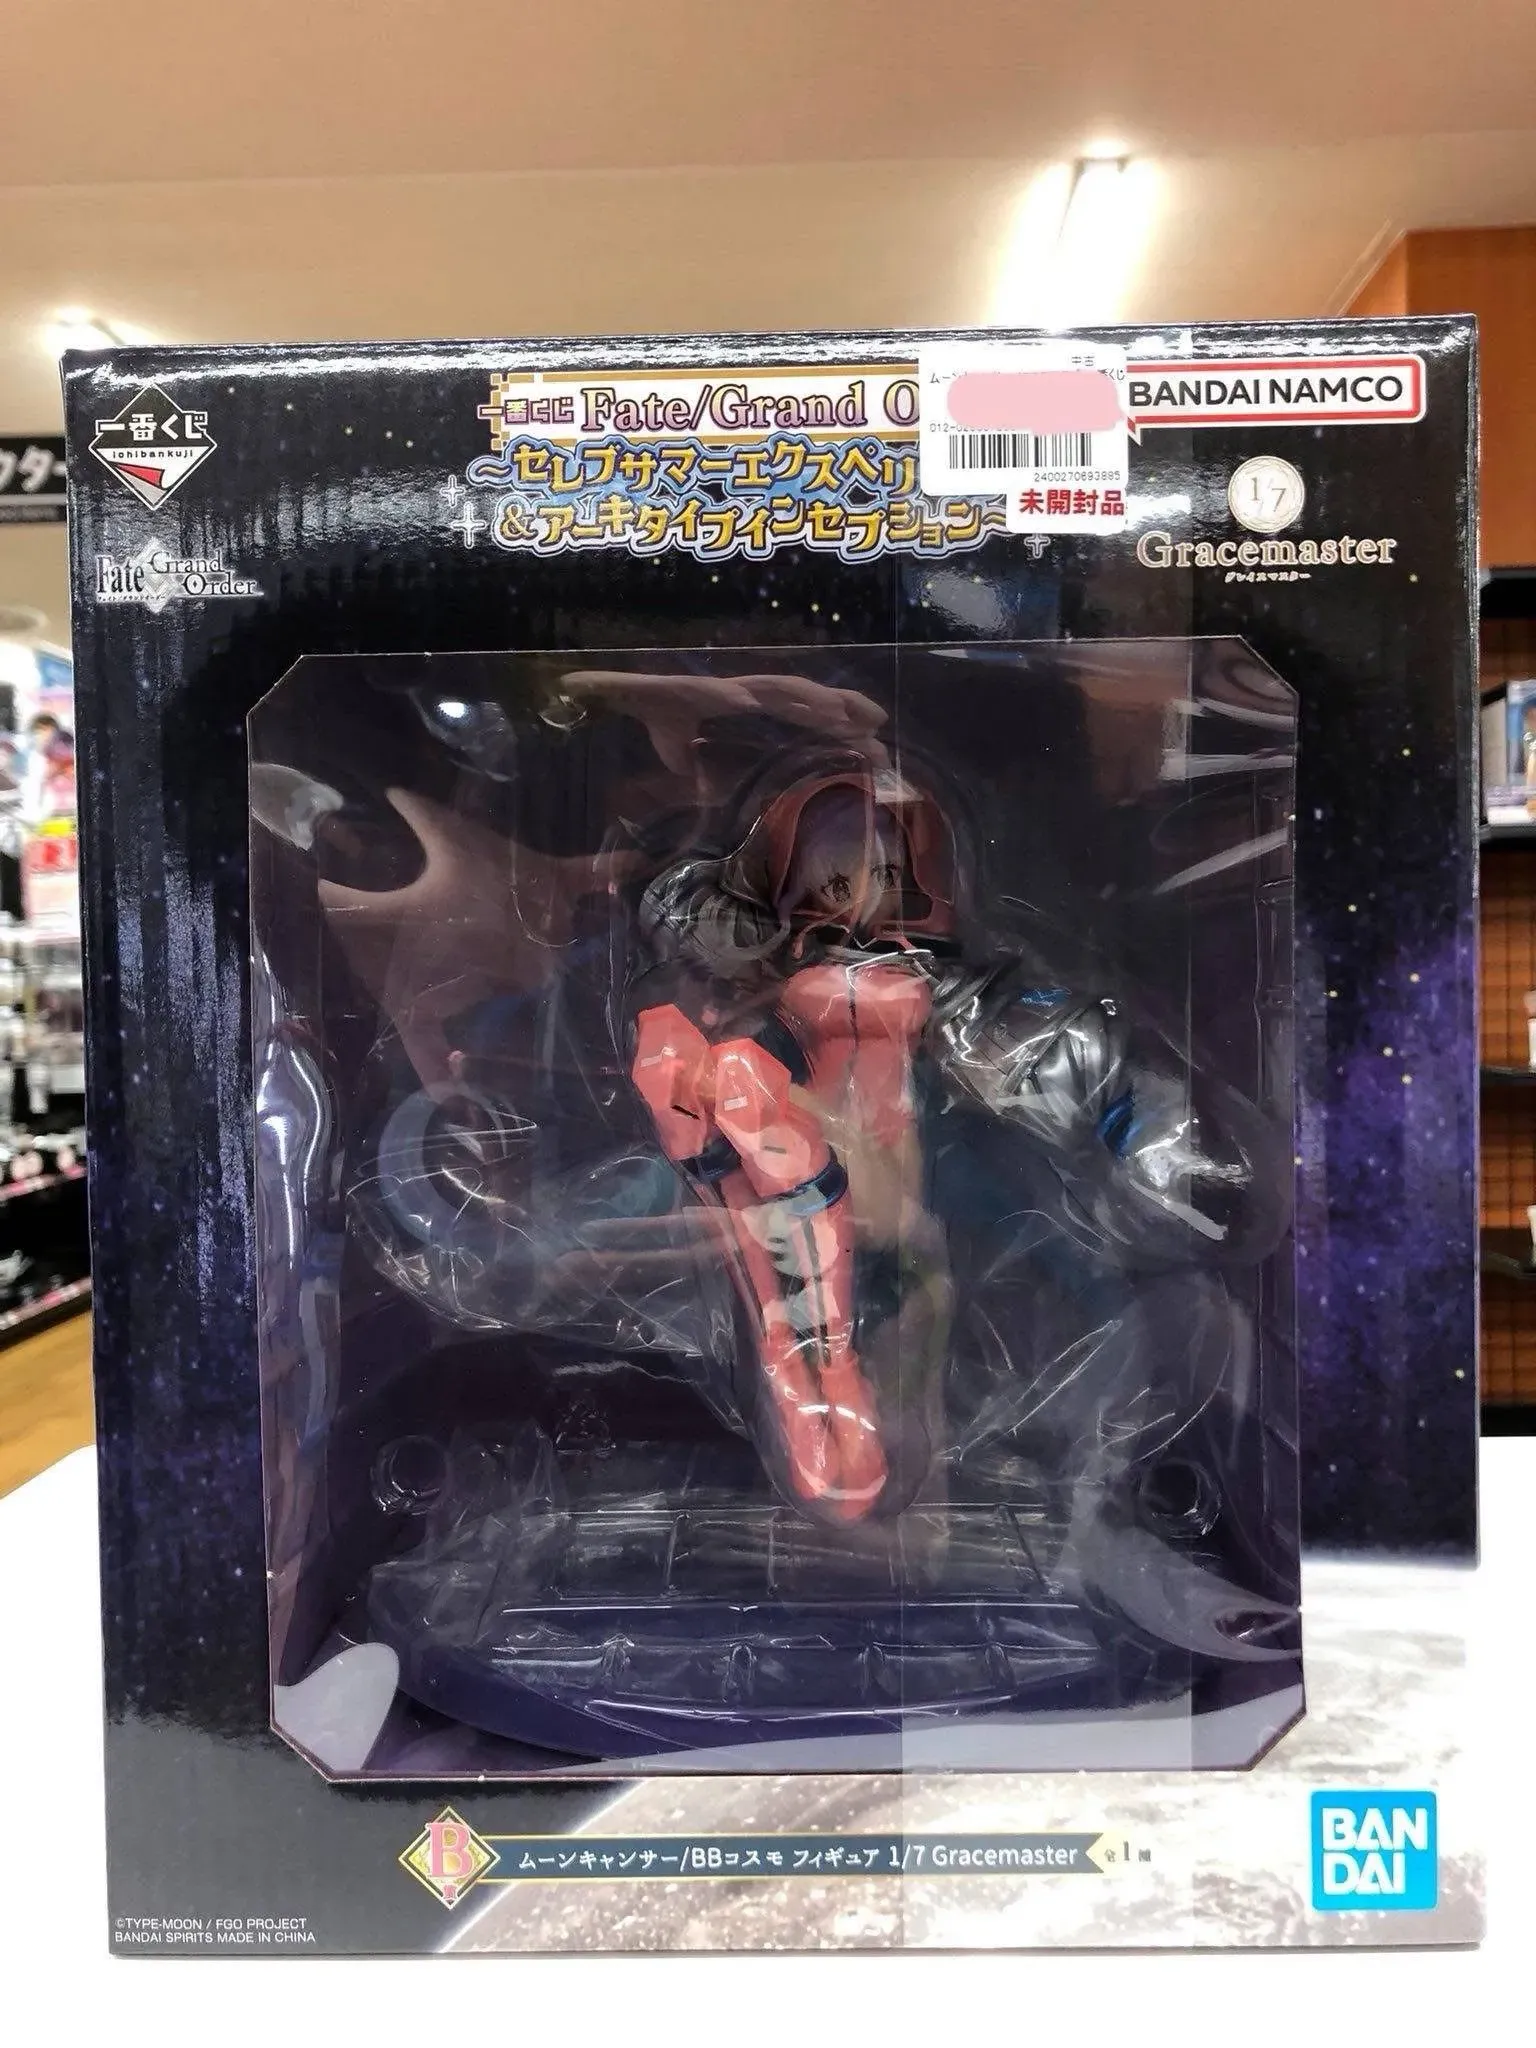 一番くじ
ichibankuji
一番くじ Fate/Grand O
～セレブサマーエクスペリ
&アーキタイプインセプション～
中古
2400270693885
未開封品
BANDAI NAMCO
1/7
Gracemaster
グレイスマスター
Fate Grand Order
B賞
ムーンキャンサー/BBコスモ フィギュア 1/7 Gracemaster 全1種
BANDAI
©TYPE-MOON / FGO PROJECT
BANDAI SPIRITS MADE IN CHINA